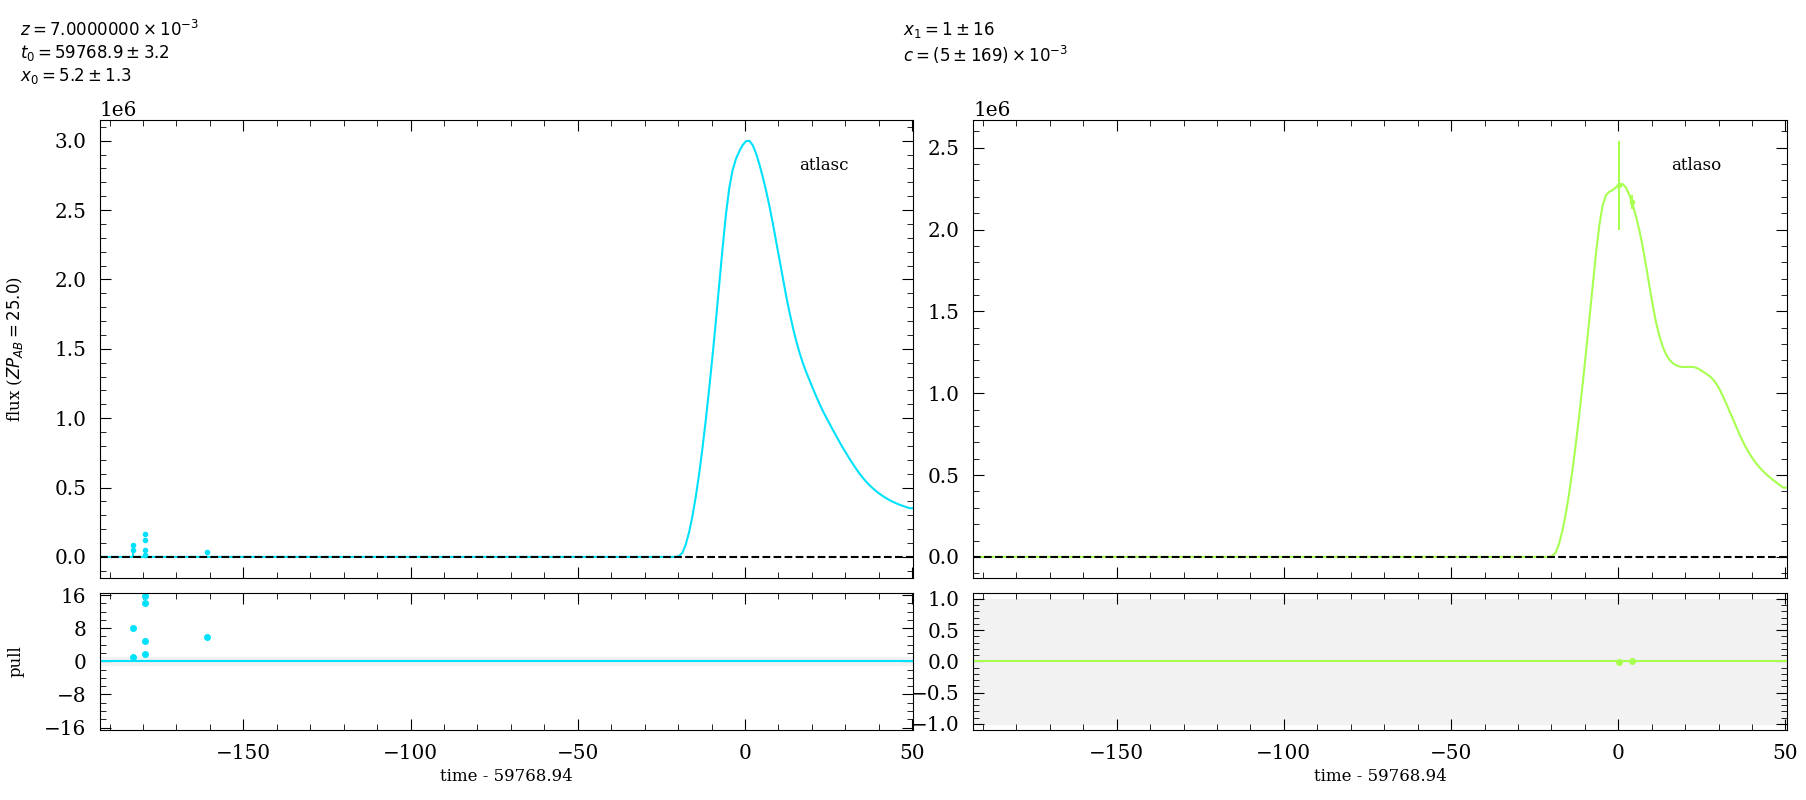 z = 7.0000000 × 10⁻³
t₀ = 59768.9 ± 3.2
x₀ = 5.2 ± 1.3
x₁ = 1 ± 16
c = (5 ± 169) × 10⁻³
1e6
3.0
2.5
2.0
1.5
1.0
0.5
0.0
flux (ZP_AB = 25.0)
atlasc
1e6
2.5
2.0
1.5
1.0
0.5
0.0
atlaso
16
8
0
−8
−16
pull
−150 −100 −50 0 50
time - 59768.94
1.0
0.5
0.0
−0.5
−1.0
−150 −100 −50 0 50
time - 59768.94